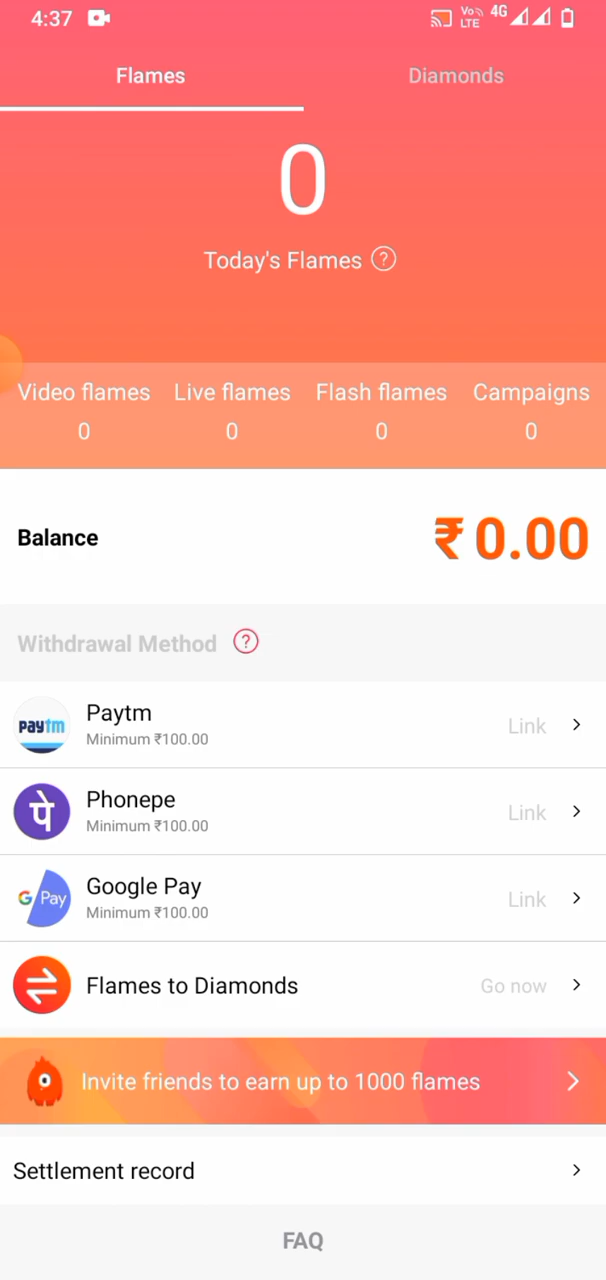 4:37 Vo LTE 4G
Flames Diamonds
0
Today's Flames ?
Video flames Live flames Flash flames Campaigns
0 0 0 0
Balance ₹ 0.00
Withdrawal Method ?
paytm Paytm
Minimum ₹100.00
Link
पे Phonepe
Minimum ₹100.00
Link
G Pay Google Pay
Minimum ₹100.00
Link
Flames to Diamonds Go now
Invite friends to earn up to 1000 flames
Settlement record
FAQ